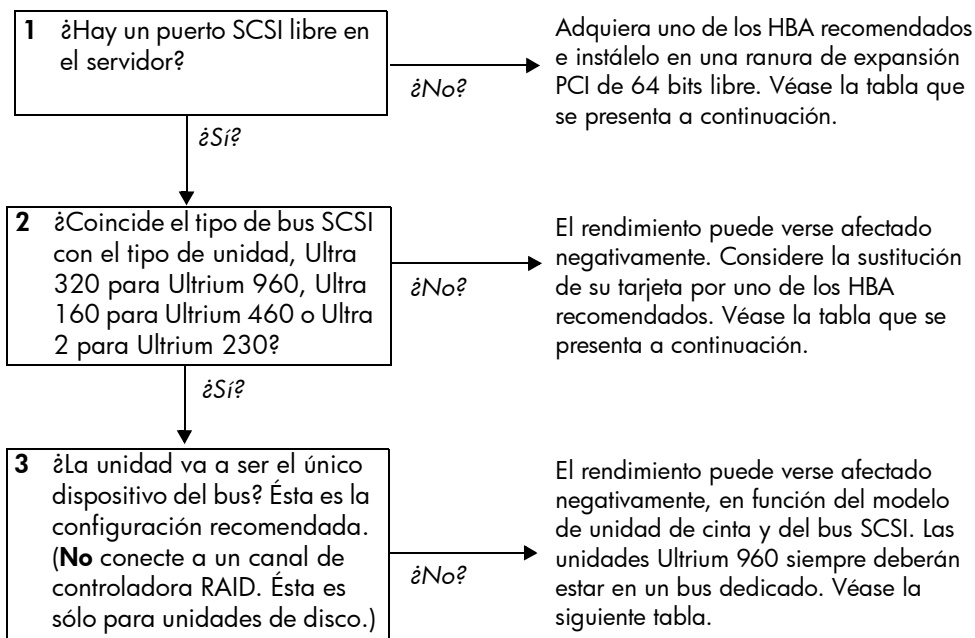 1 ¿Hay un puerto SCSI libre en
el servidor?
¿No?
Adquiera uno de los HBA recomendados
e instálelo en una ranura de expansión
PCI de 64 bits libre. Véase la tabla que
se presenta a continuación.
¿Sí?
2 ¿Coincide el tipo de bus SCSI
con el tipo de unidad, Ultra
320 para Ultrium 960, Ultra
160 para Ultrium 460 o Ultra
2 para Ultrium 230?
¿No?
El rendimiento puede verse afectado
negativamente. Considere la sustitución
de su tarjeta por uno de los HBA
recomendados. Véase la tabla que se
presenta a continuación.
¿Sí?
3 ¿La unidad va a ser el único
dispositivo del bus? Ésta es la
configuración recomendada.
(No conecte a un canal de
controladora RAID. Ésta es
sólo para unidades de disco.)
¿No?
El rendimiento puede verse afectado
negativamente, en función del modelo
de unidad de cinta y del bus SCSI. Las
unidades Ultrium 960 siempre deberán
estar en un bus dedicado. Véase la
siguiente tabla.